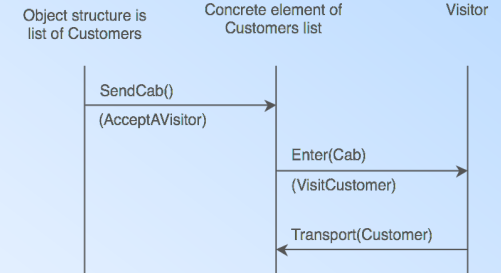 Object structure is
list of Customers
Concrete element of
Customers list
Visitor
SendCab()
(AcceptAVisitor)
Enter(Cab)
(VisitCustomer)
Transport(Customer)